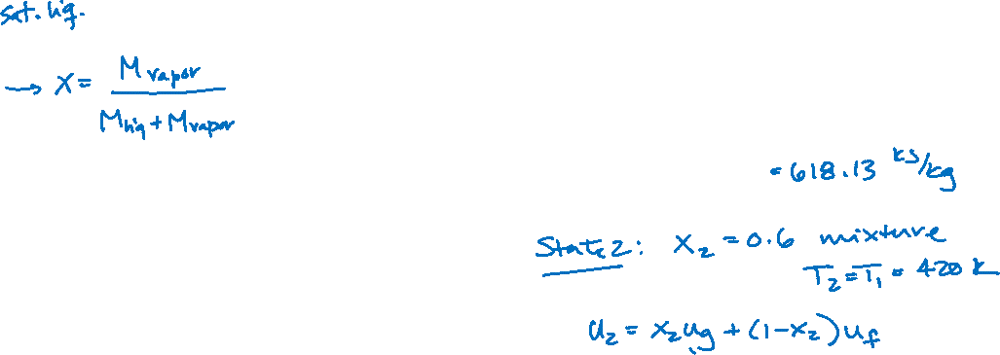 sat. liq.
→ x = M vapor / M liq + M vapor
= 618.13 kJ/kg
State 2: x₂ = 0.6 mixture
T₂ = T₁ = 420 K
u₂ = x₂ug + (1-x₂)uf